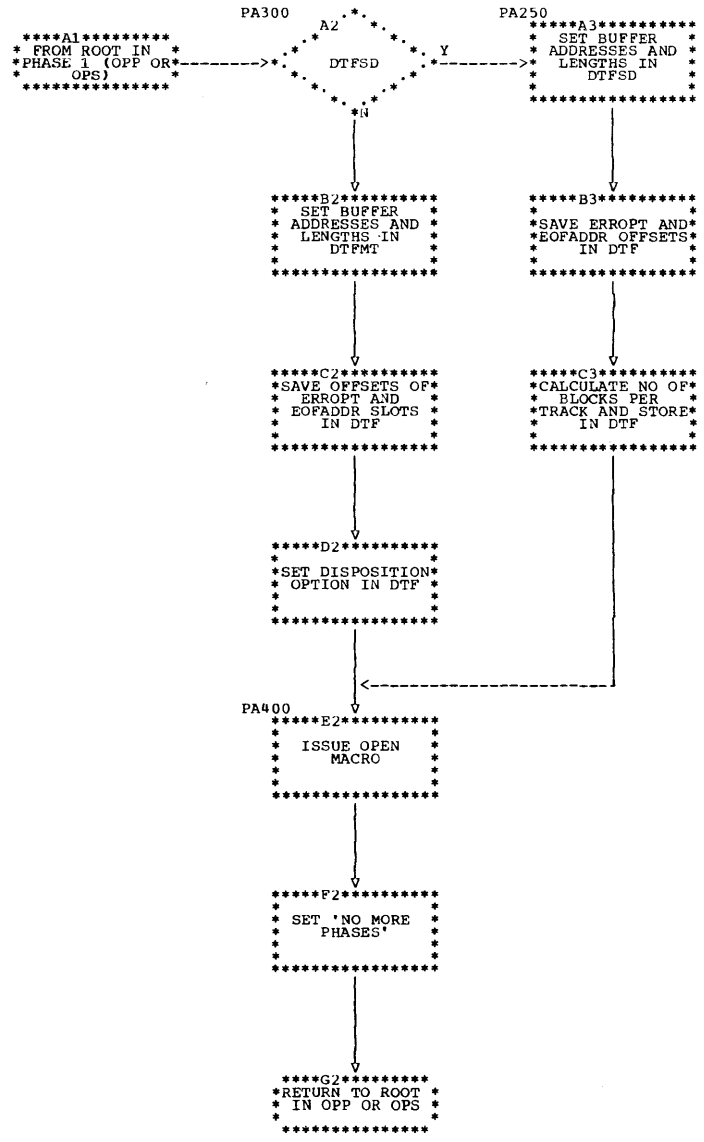 PA300
PA250
A1
FROM ROOT IN
PHASE 1 (OPP OR
OPS)
A2
DTFSD
Y
N
A3
SET BUFFER
ADDRESSES AND
LENGTHS IN
DTFSD
B2
SET BUFFER
ADDRESSES AND
LENGTHS IN
DTFMT
B3
SAVE ERROPT AND
EOFADDR OFFSETS
IN DTF
C2
SAVE OFFSETS OF
ERROPT AND
EOFADDR SLOTS
IN DTF
C3
CALCULATE NO OF
BLOCKS PER
TRACK AND STORE
IN DTF
D2
SET DISPOSITION
OPTION IN DTF
PA400
E2
ISSUE OPEN
MACRO
F2
SET 'NO MORE
PHASES'
G2
RETURN TO ROOT
IN OPP OR OPS